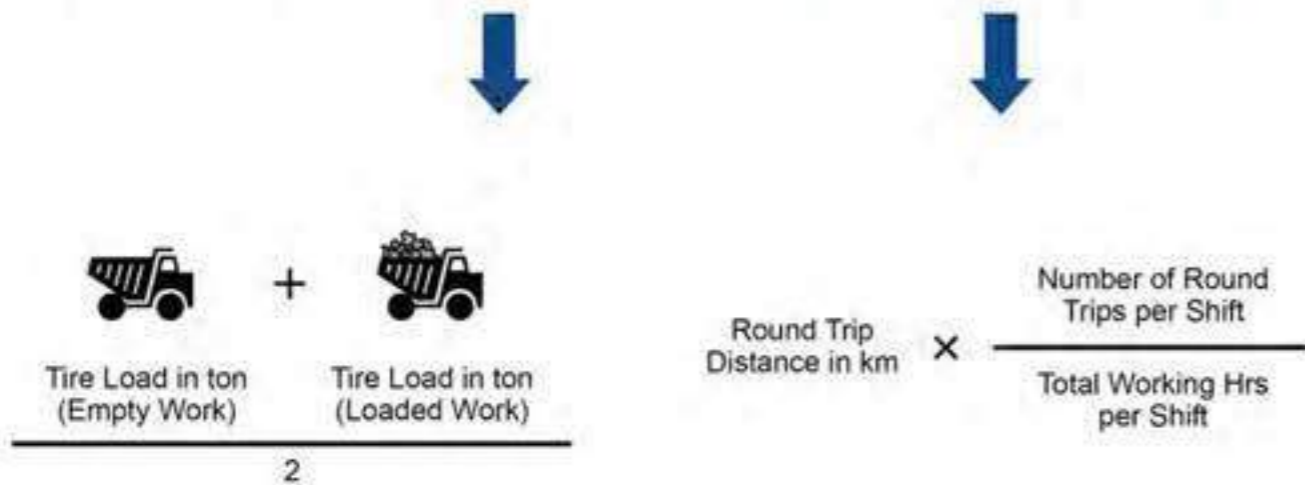 +
Tire Load in ton
(Empty Work)
Tire Load in ton
(Loaded Work)
2
Round Trip
Distance in km
×
Number of Round
Trips per Shift
Total Working Hrs
per Shift